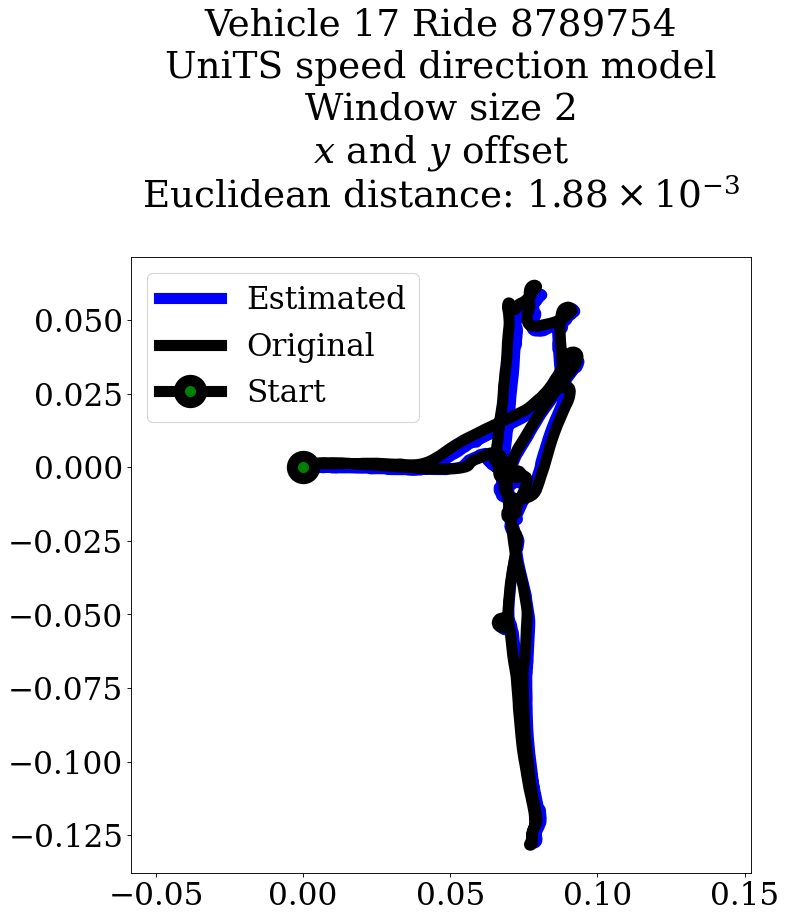 Vehicle 17 Ride 8789754
UniTS speed direction model
Window size 2
x and y offset
Euclidean distance: 1.88 × 10⁻³
Estimated
Original
Start
0.050
0.025
0.000
−0.025
−0.050
−0.075
−0.100
−0.125
−0.05 0.00 0.05 0.10 0.15